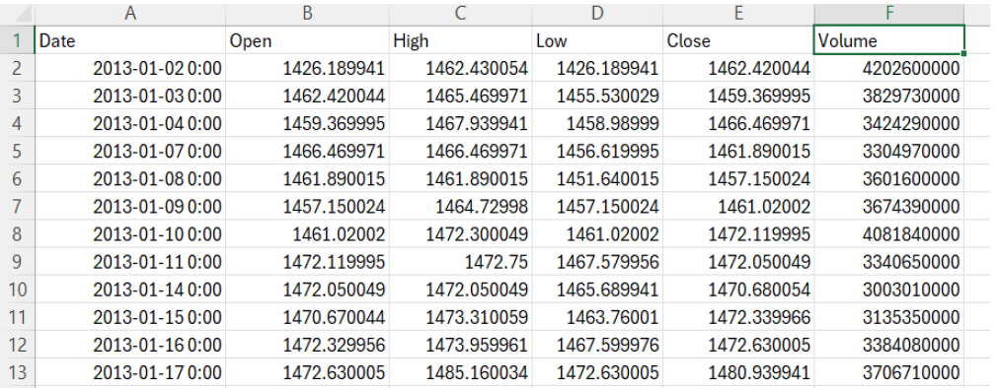 A B C D E F
1 Date Open High Low Close Volume
2 2013-01-02 0:00 1426.189941 1462.430054 1426.189941 1462.420044 4202600000
3 2013-01-03 0:00 1462.420044 1465.469971 1455.530029 1459.369995 3829730000
4 2013-01-04 0:00 1459.369995 1467.939941 1458.98999 1466.469971 3424290000
5 2013-01-07 0:00 1466.469971 1466.469971 1456.619995 1461.890015 3304970000
6 2013-01-08 0:00 1461.890015 1461.890015 1451.640015 1457.150024 3601600000
7 2013-01-09 0:00 1457.150024 1464.72998 1457.150024 1461.02002 3674390000
8 2013-01-10 0:00 1461.02002 1472.300049 1461.02002 1472.119995 4081840000
9 2013-01-11 0:00 1472.119995 1472.75 1467.579956 1472.050049 3340650000
10 2013-01-14 0:00 1472.050049 1472.050049 1465.689941 1470.680054 3003010000
11 2013-01-15 0:00 1470.670044 1473.310059 1463.76001 1472.339966 3135350000
12 2013-01-16 0:00 1472.329956 1473.959961 1467.599976 1472.630005 3384080000
13 2013-01-17 0:00 1472.630005 1485.160034 1472.630005 1480.939941 3706710000